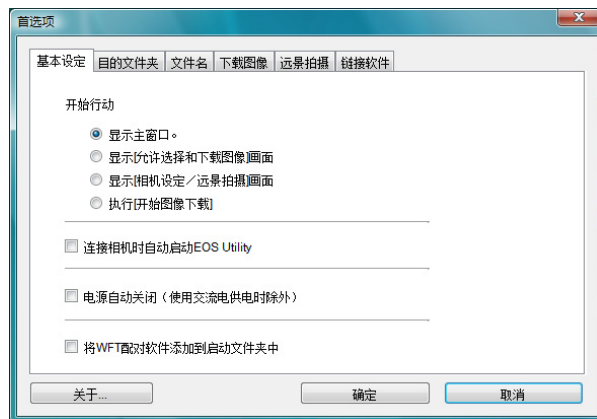 首选项
基本设定 目的文件夹 文件名 下载图像 远景拍摄 链接软件
开始行动
显示主窗口。
显示[允许选择和下载图像]画面
显示[相机设定／远景拍摄]画面
执行[开始图像下载]
连接相机时自动启动EOS Utility
电源自动关闭（使用交流电供电时除外）
将WFT配对软件添加到启动文件夹中
关于... 确定 取消